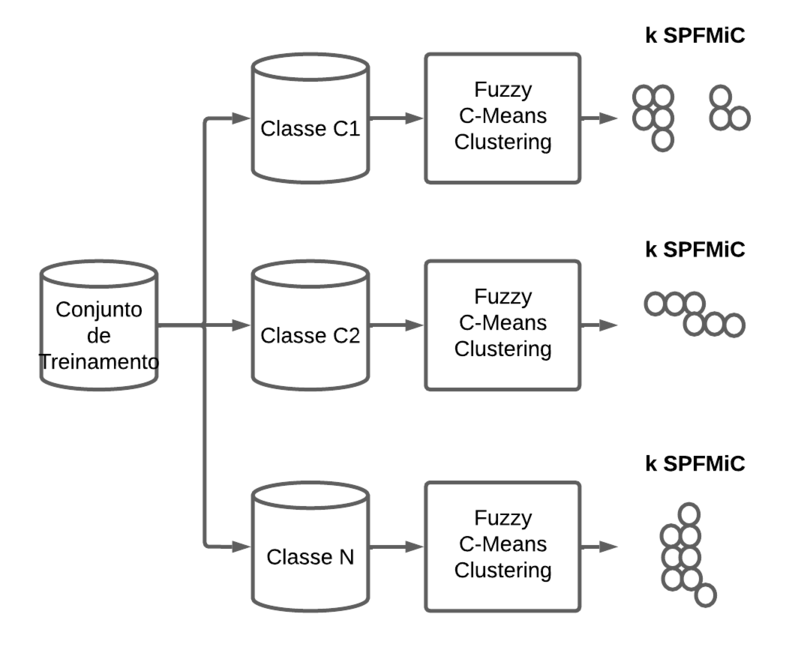 k SPFMiC
Classe C1
Fuzzy
C-Means
Clustering
k SPFMiC
Conjunto
de
Treinamento
Classe C2
Fuzzy
C-Means
Clustering
k SPFMiC
Classe N
Fuzzy
C-Means
Clustering